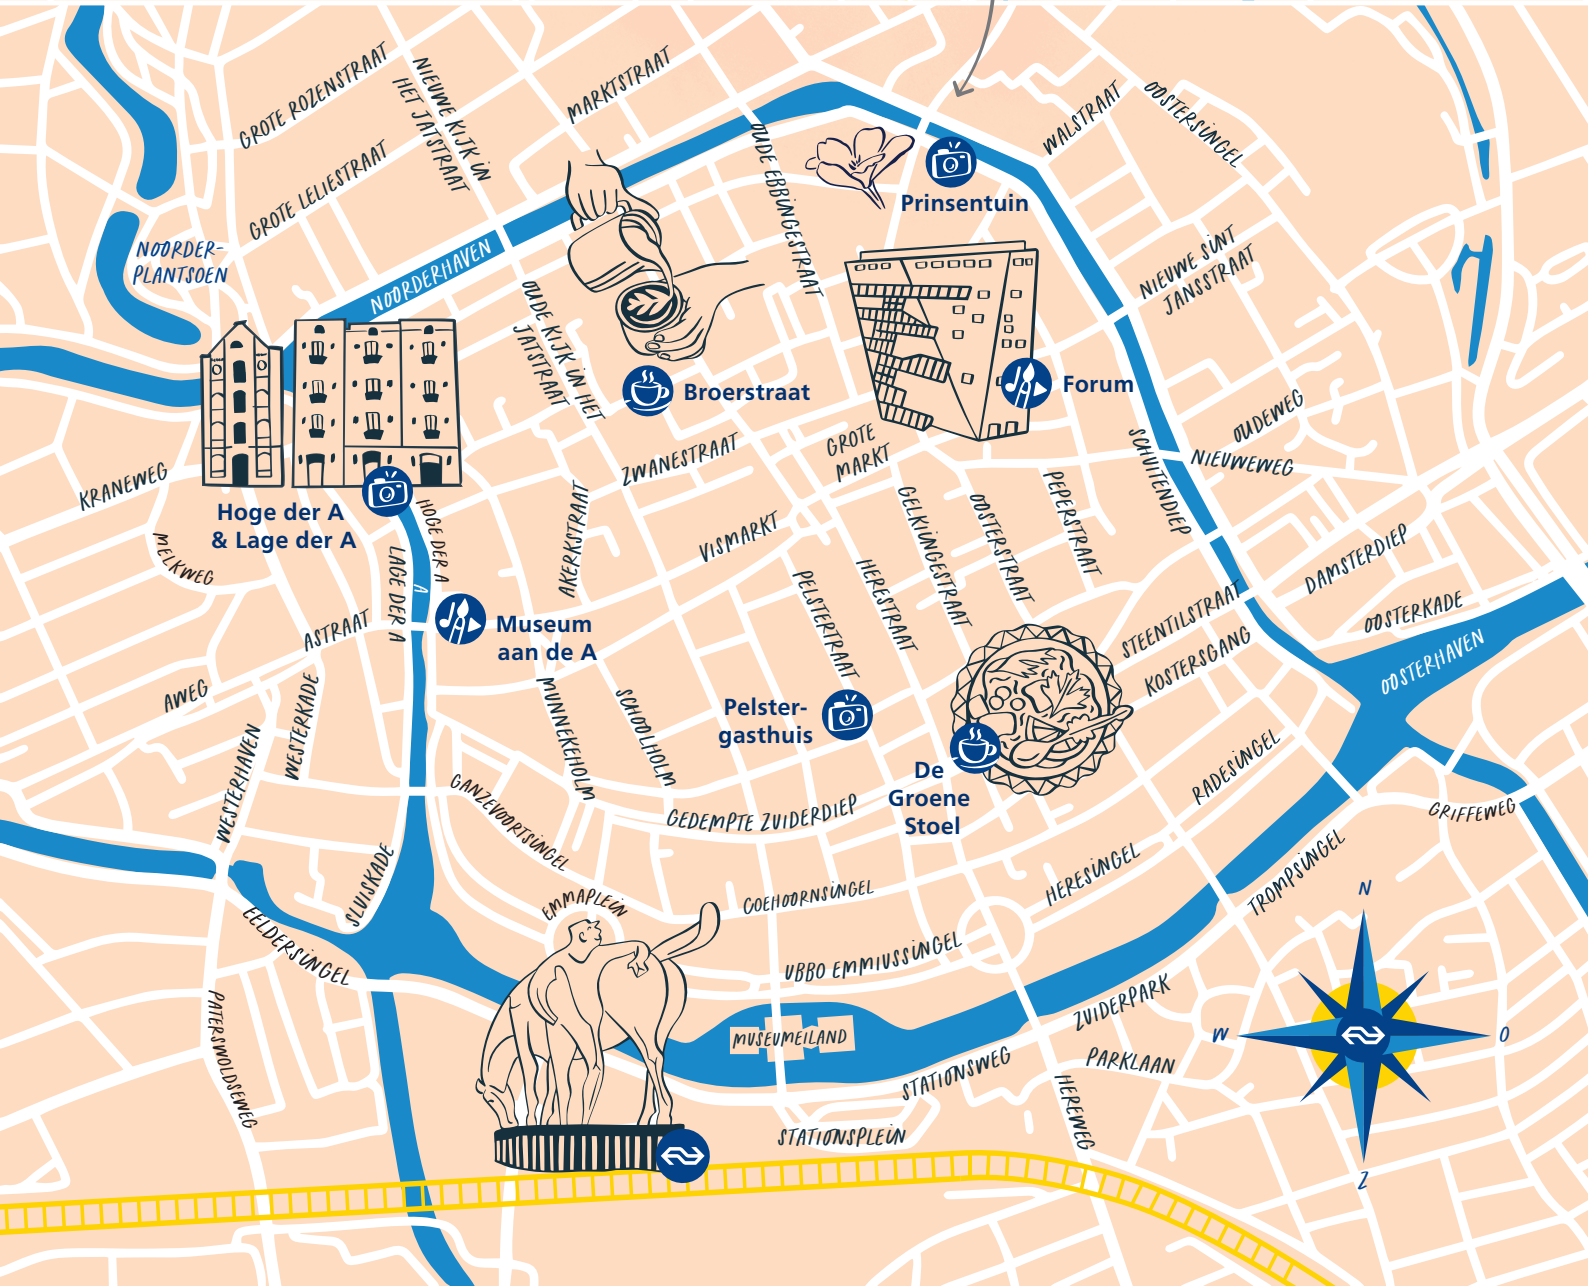 GROTE ROZENSTRAAT
NIEUWE KIJK IN
HET JATSTRAAT
MARKTSTRAAT
WALSTRAAT
OOSTERSINGEL
GROTE LELIESTRAAT
OUDE EBBINGESTRAAT
Prinsentuin
NOORDER-
PLANTSOEN
NOORDERHAVEN
NIEUWE SINT
JANSSTRAAT
OUDE KIJK IN HET
JATSTRAAT
Broerstraat
Forum
OUDEWEG
NIEUWEWEG
SCHUITENDIEP
GROTE
MARKT
ZWANESTRAAT
KRANEWEG
Hoge der A
& Lage der A
HOGE DER A
LAGE DER A
A
MELKWEG
AKERKSTRAAT
VISMARKT
GELKINGESTRAAT
OOSTERSTRAAT
PEPERSTRAAT
HERESTRAAT
PELSTERTRAAT
DAMSTERDIEP
OOSTERKADE
OOSTERHAVEN
STEENTILSTRAAT
KOSTERSGANG
ASTRAAT
Museum
aan de A
AWEG
WESTERKADE
WESTERHAVEN
MUNNEKEHOLM
SCHOOLHOLM
Pelster-
gasthuis
De
Groene
Stoel
RADESINGEL
GRIFFEWEG
GANZEVOORTSINGEL
GEDEMPTE ZUIDERDIEP
SLUISKADE
EMMAPLEIN
COEHOORNSINGEL
HERESINGEL
TROMPSINGEL
EELDERSINGEL
UBBO EMMIUSSINGEL
ZUIDERPARK
PATERSWOLDSEWEG
MUSEUMEILAND
STATIONSWEG
PARKLAAN
HEREWEG
STATIONSPLEIN
N
W
O
Z